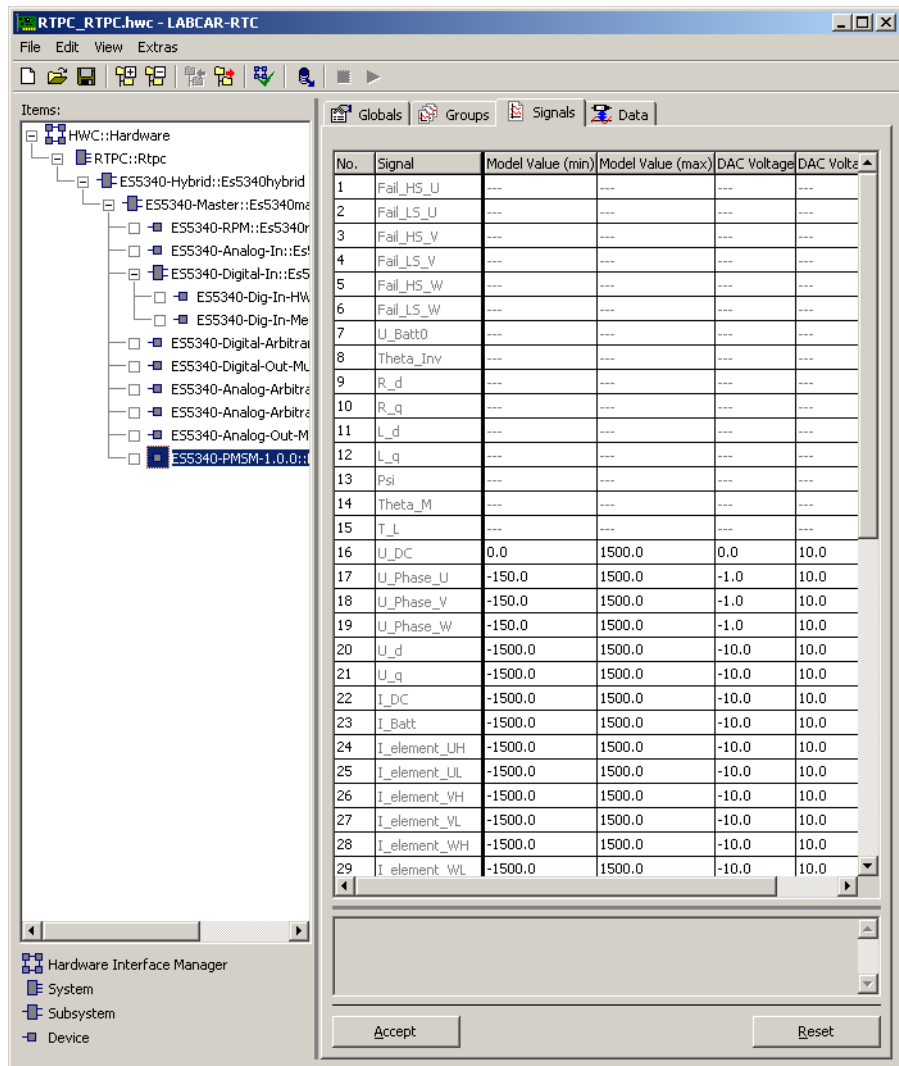 RTPC_RTPC.hwc - LABCAR-RTC
File Edit View Extras
Items:
HWC::Hardware
RTPC::Rtpc
ES5340-Hybrid::Es5340hybrid
ES5340-Master::Es5340ma
ES5340-RPM::Es5340r
ES5340-Analog-In::Es!
ES5340-Digital-In::Es5
ES5340-Dig-In-HW
ES5340-Dig-In-Me
ES5340-Digital-Arbitrar
ES5340-Digital-Out-Mu
ES5340-Analog-Arbitra
ES5340-Analog-Arbitra
ES5340-Analog-Out-M
ES5340-PMSM-1.0.0::
Hardware Interface Manager
System
Subsystem
Device
Globals Groups Signals Data
No. Signal Model Value (min) Model Value (max) DAC Voltage DAC Volta
1 Fail_HS_U --- --- --- ---
2 Fail_LS_U --- --- --- ---
3 Fail_HS_V --- --- --- ---
4 Fail_LS_V --- --- --- ---
5 Fail_HS_W --- --- --- ---
6 Fail_LS_W --- --- --- ---
7 U_Batt0 --- --- --- ---
8 Theta_Inv --- --- --- ---
9 R_d --- --- --- ---
10 R_q --- --- --- ---
11 L_d --- --- --- ---
12 L_q --- --- --- ---
13 Psi --- --- --- ---
14 Theta_M --- --- --- ---
15 T_L --- --- --- ---
16 U_DC 0.0 1500.0 0.0 10.0
17 U_Phase_U -150.0 1500.0 -1.0 10.0
18 U_Phase_V -150.0 1500.0 -1.0 10.0
19 U_Phase_W -150.0 1500.0 -1.0 10.0
20 U_d -1500.0 1500.0 -10.0 10.0
21 U_q -1500.0 1500.0 -10.0 10.0
22 I_DC -1500.0 1500.0 -10.0 10.0
23 I_Batt -1500.0 1500.0 -10.0 10.0
24 I_element_UH -1500.0 1500.0 -10.0 10.0
25 I_element_UL -1500.0 1500.0 -10.0 10.0
26 I_element_VH -1500.0 1500.0 -10.0 10.0
27 I_element_VL -1500.0 1500.0 -10.0 10.0
28 I_element_WH -1500.0 1500.0 -10.0 10.0
29 I_element_WL -1500.0 1500.0 -10.0 10.0
Accept Reset